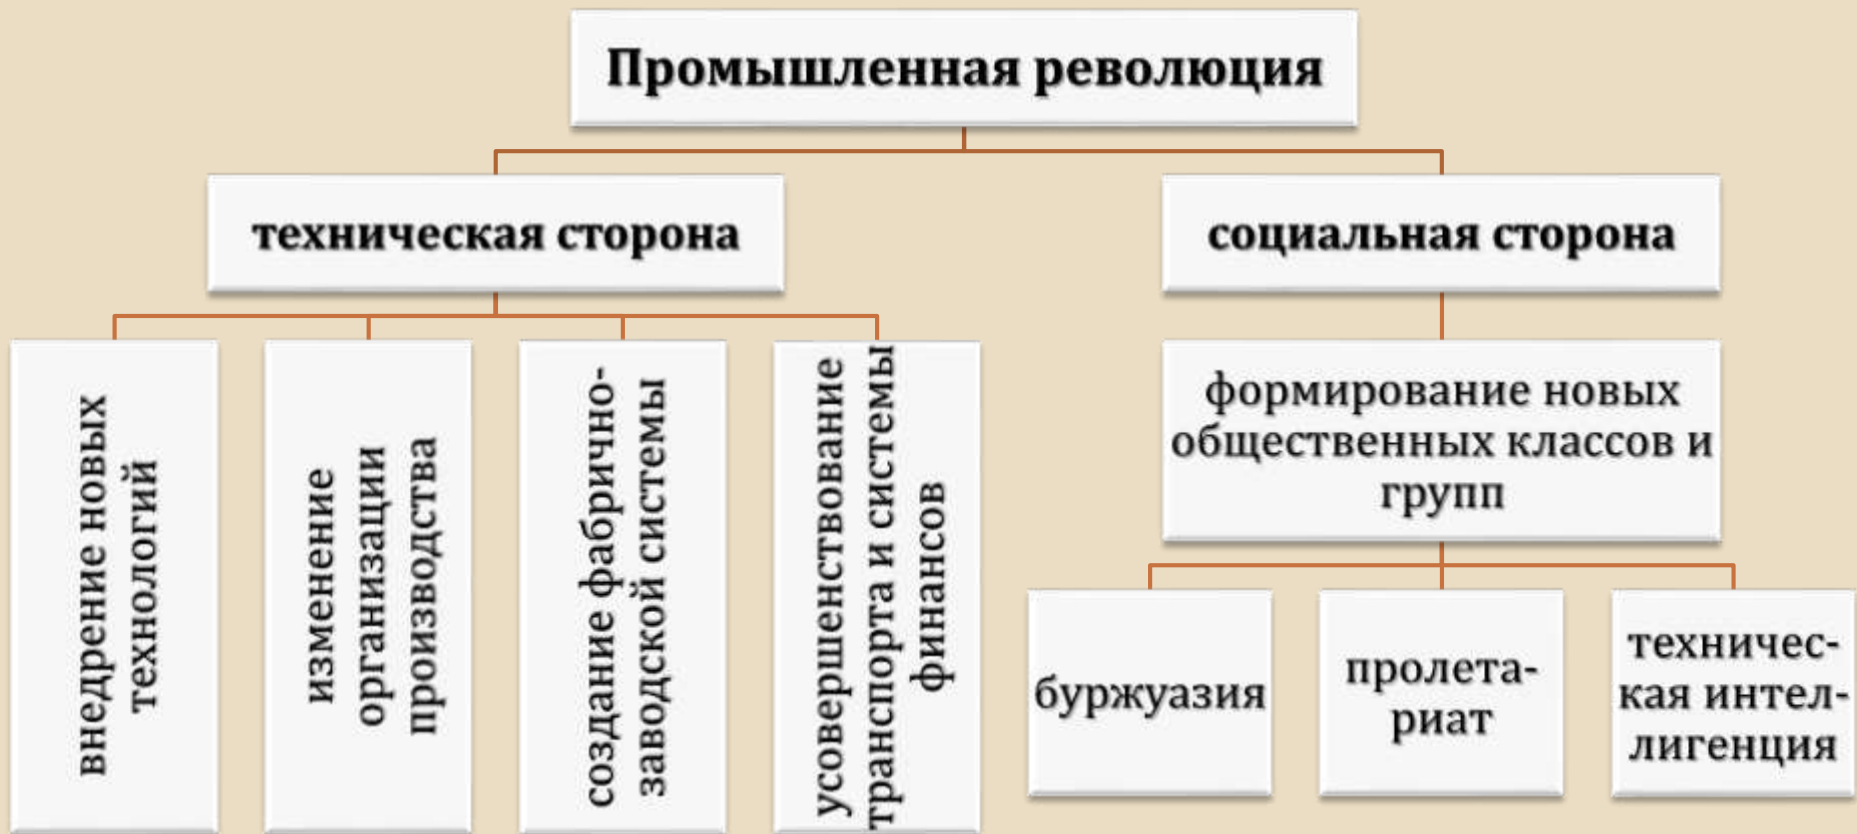 Промышленная революция
техническая сторона
социальная сторона
внедрение новых
технологий
изменение
организации
производства
создание фабрично-
заводской системы
усовершенствование
транспорта и системы
финансов
формирование новых
общественных классов и
групп
буржуазия
пролета-
риат
техничес-
кая интел-
лигенция